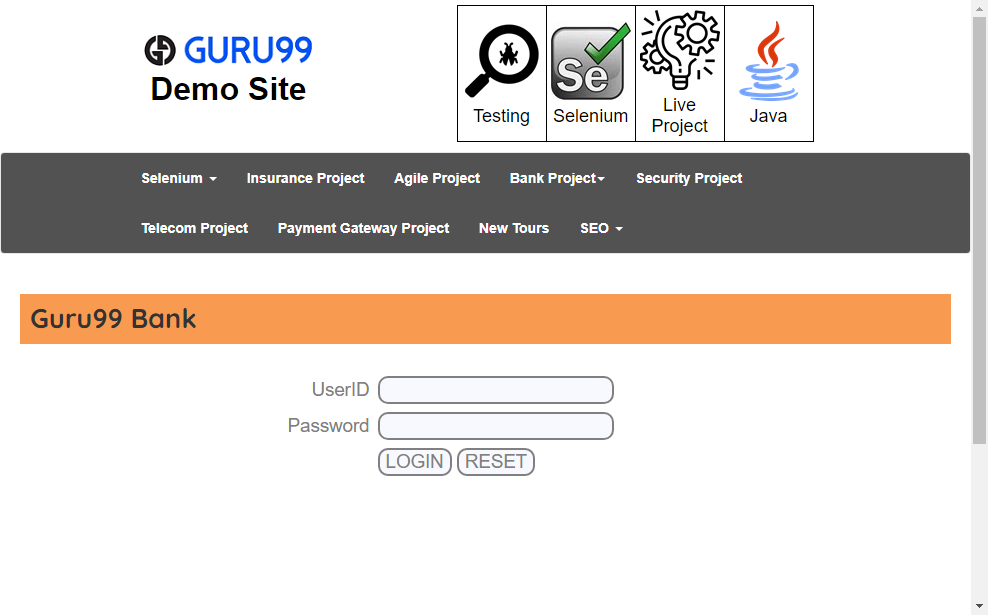 GURU99
Demo Site
Testing
Se
Selenium
Live
Project
Java
Selenium
Insurance Project
Agile Project
Bank Project
Security Project
Telecom Project
Payment Gateway Project
New Tours
SEO
Guru99 Bank
UserID
Password
LOGIN RESET